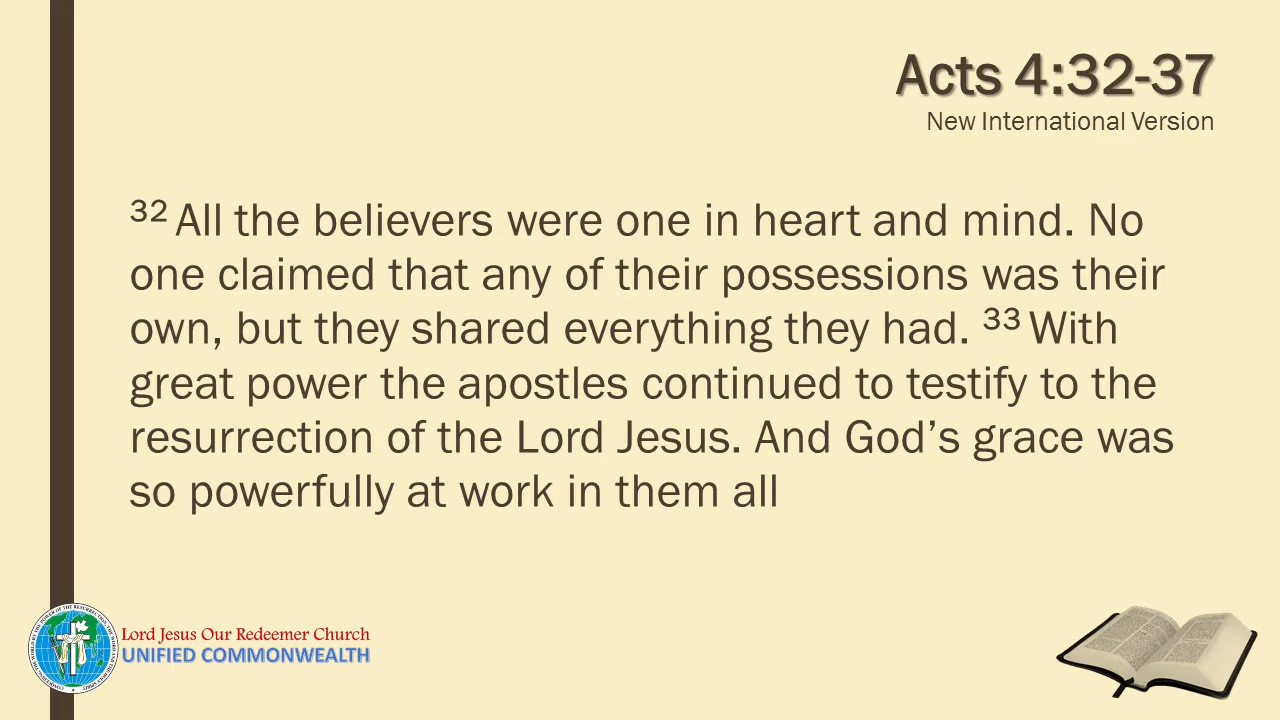 Acts 4:32-37
New International Version
32 All the believers were one in heart and mind. No
one claimed that any of their possessions was their
own, but they shared everything they had. 33 With
great power the apostles continued to testify to the
resurrection of the Lord Jesus. And God’s grace was
so powerfully at work in them all
Lord Jesus Our Redeemer Church
UNIFIED COMMONWEALTH